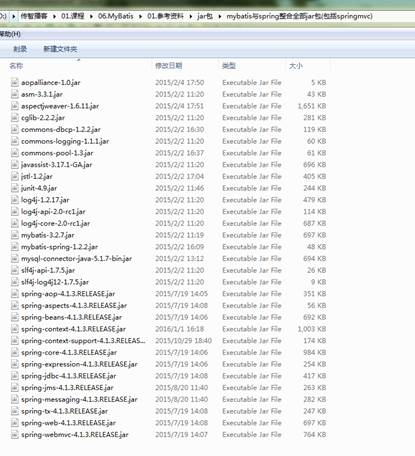 D:) ▸ 传智播客 ▸ 01.课程 ▸ 06.MyBatis ▸ 01.参考资料 ▸ jar包 ▸ mybatis与spring整合全部jar包(包括springmvc)
帮助(H)
刻录 新建文件夹
名称 修改日期 类型 大小
aopalliance-1.0.jar 2015/2/4 17:50 Executable Jar File 5 KB
asm-3.3.1.jar 2015/2/2 11:20 Executable Jar File 43 KB
aspectjweaver-1.6.11.jar 2015/2/4 17:51 Executable Jar File 1,651 KB
cglib-2.2.2.jar 2015/2/2 11:20 Executable Jar File 281 KB
commons-dbcp-1.2.2.jar 2015/2/2 16:30 Executable Jar File 119 KB
commons-logging-1.1.1.jar 2015/2/2 11:20 Executable Jar File 60 KB
commons-pool-1.3.jar 2015/2/2 16:37 Executable Jar File 61 KB
javassist-3.17.1-GA.jar 2015/2/2 11:20 Executable Jar File 696 KB
jstl-1.2.jar 2015/2/2 17:04 Executable Jar File 405 KB
junit-4.9.jar 2015/2/2 11:46 Executable Jar File 244 KB
log4j-1.2.17.jar 2015/2/2 11:20 Executable Jar File 479 KB
log4j-api-2.0-rc1.jar 2015/2/2 11:20 Executable Jar File 114 KB
log4j-core-2.0-rc1.jar 2015/2/2 11:20 Executable Jar File 687 KB
mybatis-3.2.7.jar 2015/2/2 11:19 Executable Jar File 697 KB
mybatis-spring-1.2.2.jar 2015/2/2 16:09 Executable Jar File 48 KB
mysql-connector-java-5.1.7-bin.jar 2015/2/2 13:12 Executable Jar File 694 KB
slf4j-api-1.7.5.jar 2015/2/2 11:20 Executable Jar File 26 KB
slf4j-log4j12-1.7.5.jar 2015/2/2 11:20 Executable Jar File 9 KB
spring-aop-4.1.3.RELEASE.jar 2015/7/19 14:05 Executable Jar File 351 KB
spring-aspects-4.1.3.RELEASE.jar 2015/7/19 14:08 Executable Jar File 56 KB
spring-beans-4.1.3.RELEASE.jar 2015/7/19 14:06 Executable Jar File 692 KB
spring-context-4.1.3.RELEASE.jar 2016/1/1 16:18 Executable Jar File 1,003 KB
spring-context-support-4.1.3.RELEAS... 2015/10/29 18:40 Executable Jar File 174 KB
spring-core-4.1.3.RELEASE.jar 2015/7/19 14:06 Executable Jar File 984 KB
spring-expression-4.1.3.RELEASE.jar 2015/7/19 14:06 Executable Jar File 254 KB
spring-jdbc-4.1.3.RELEASE.jar 2015/7/19 14:08 Executable Jar File 417 KB
spring-jms-4.1.3.RELEASE.jar 2015/8/20 11:40 Executable Jar File 263 KB
spring-messaging-4.1.3.RELEASE.jar 2015/8/20 11:40 Executable Jar File 282 KB
spring-tx-4.1.3.RELEASE.jar 2015/7/19 14:08 Executable Jar File 247 KB
spring-web-4.1.3.RELEASE.jar 2015/7/19 14:08 Executable Jar File 697 KB
spring-webmvc-4.1.3.RELEASE.jar 2015/7/19 14:07 Executable Jar File 764 KB